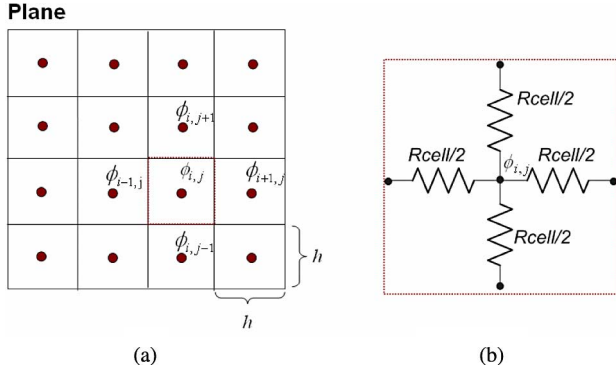 Plane
ϕi,j+1
ϕi−1,j
ϕi,j
ϕi+1,j
ϕi,j−1
h
h
(a)
Rcell/2
Rcell/2
ϕi,j
Rcell/2
Rcell/2
(b)